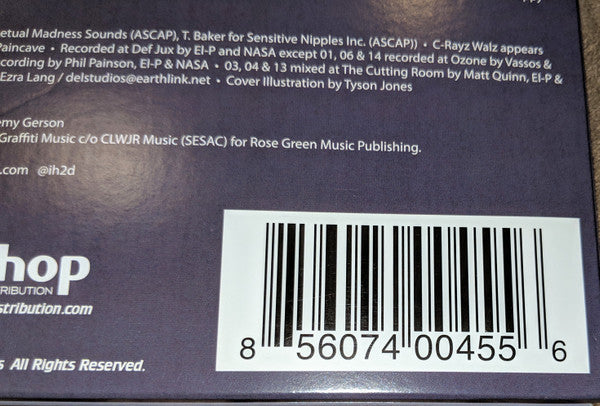 etual Madness Sounds (ASCAP), T. Baker for Sensitive Nipples Inc. (ASCAP)) • C-Rayz Walz appears
Paincave • Recorded at Def Jux by El-P and NASA except 01, 06 & 14 recorded at Ozone by Vassos &
cording by Phil Painson, El-P & NASA • 03, 04 & 13 mixed at The Cutting Room by Matt Quinn, El-P &
Ezra Lang / delstudios@earthlink.net • Cover Illustration by Tyson Jones
emy Gerson
Graffiti Music c/o CLWJR Music (SESAC) for Rose Green Music Publishing.
.com @ih2d
hop
TRIBUTION
stribution.com
s All Rights Reserved.
8 56074 00455 6